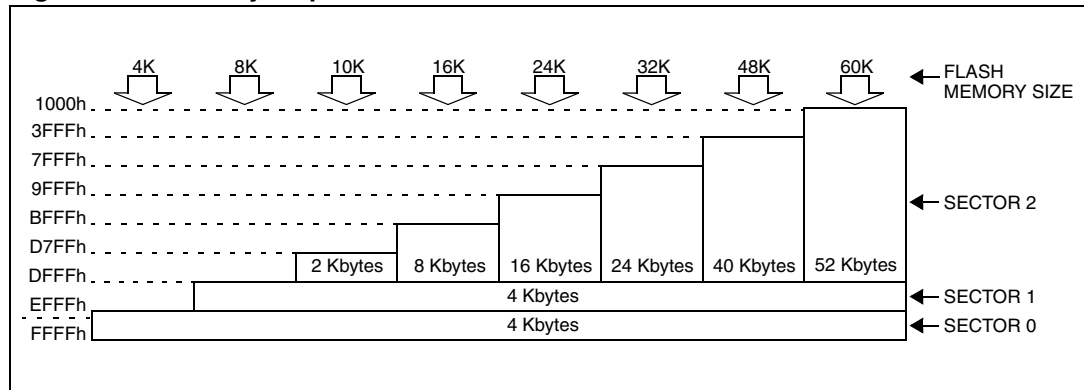 4K 8K 10K 16K 24K 32K 48K 60K
FLASH
MEMORY SIZE
1000h
3FFFh
7FFFh
9FFFh
SECTOR 2
BFFFh
D7FFh
2 Kbytes 8 Kbytes 16 Kbytes 24 Kbytes 40 Kbytes 52 Kbytes
DFFFh
4 Kbytes
SECTOR 1
EFFFh
4 Kbytes
SECTOR 0
FFFFh